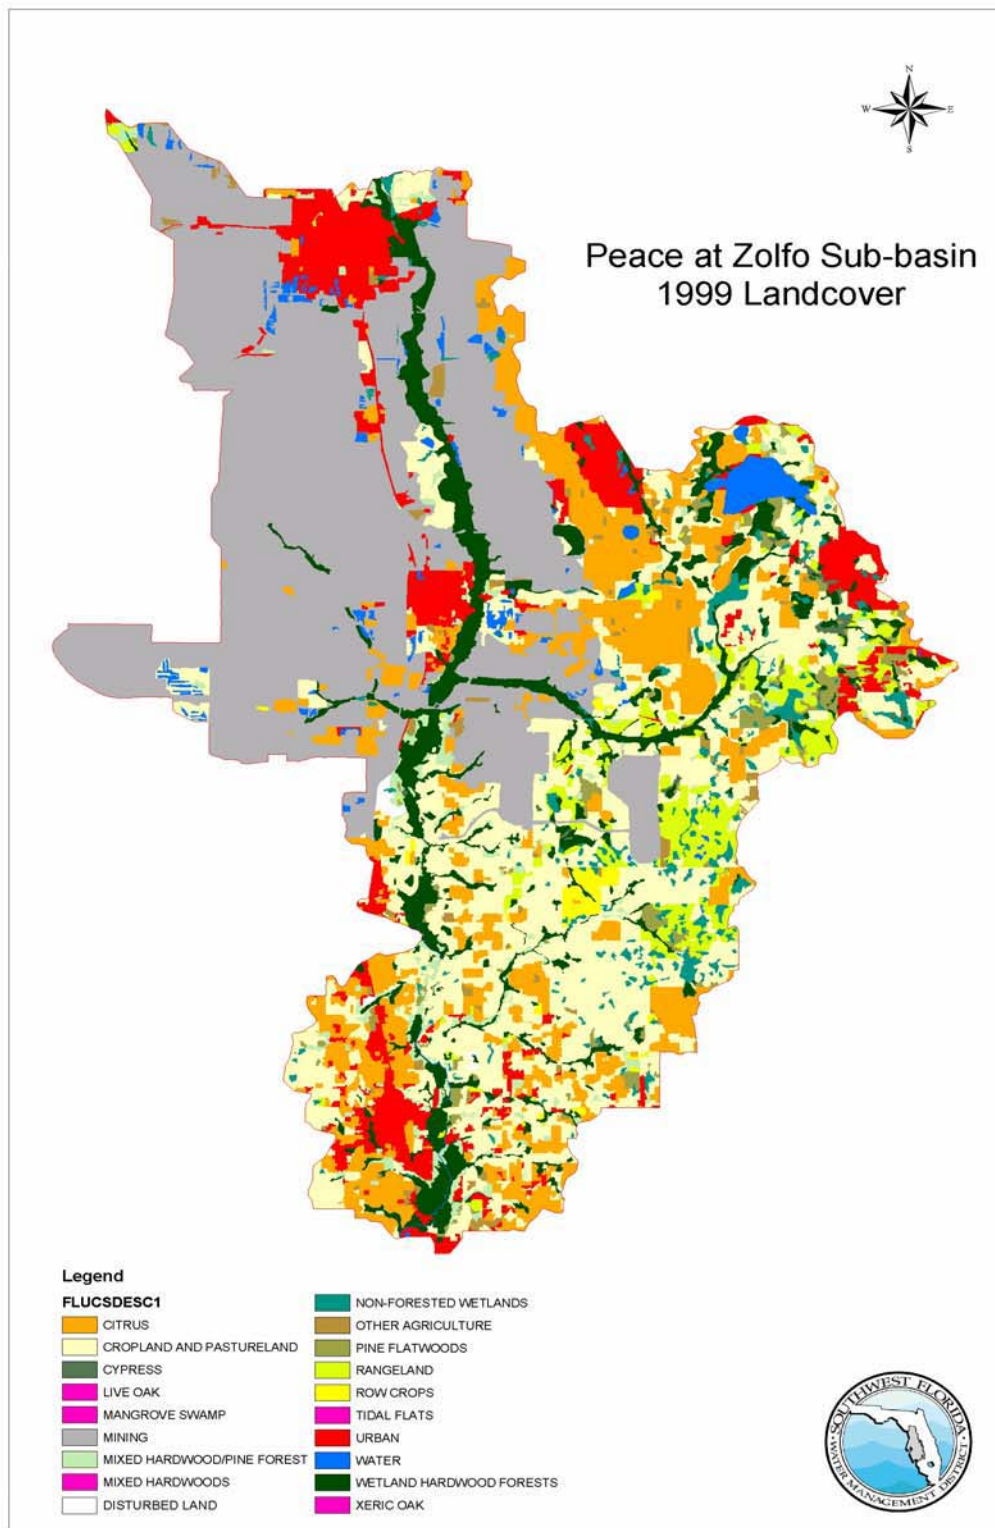 N
W
E
S
Peace at Zolfo Sub-basin
1999 Landcover
Legend
FLUCSDESC1
CITRUS
CROPLAND AND PASTURELAND
CYPRESS
LIVE OAK
MANGROVE SWAMP
MINING
MIXED HARDWOOD/PINE FOREST
MIXED HARDWOODS
DISTURBED LAND
NON-FORESTED WETLANDS
OTHER AGRICULTURE
PINE FLATWOODS
RANGELAND
ROW CROPS
TIDAL FLATS
URBAN
WATER
WETLAND HARDWOOD FORESTS
XERIC OAK
SOUTHWEST FLORIDA
WATER MANAGEMENT DISTRICT